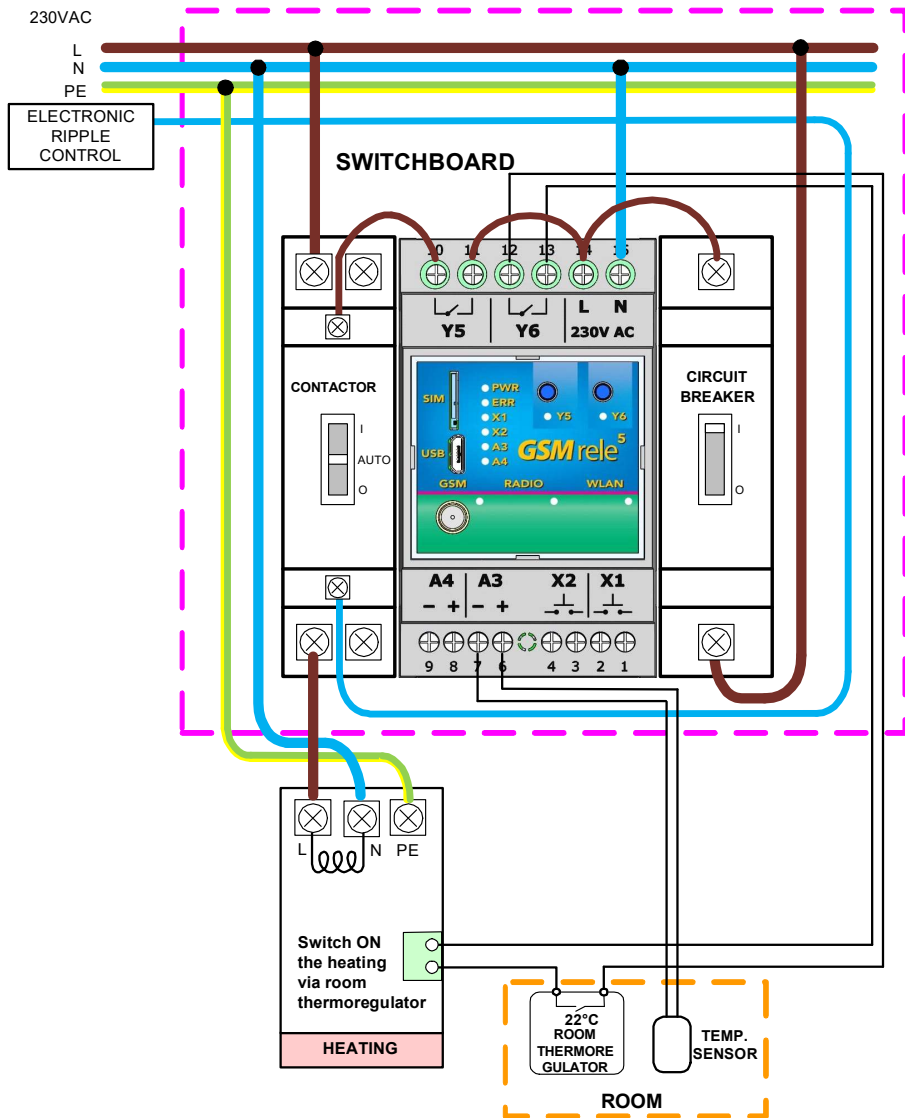 230VAC
L
N
PE
ELECTRONIC
RIPPLE
CONTROL
SWITCHBOARD
10 11 12 13 14 15
Y5 Y6 L N
230V AC
CONTACTOR
I
AUTO
O
SIM
USB
PWR
ERR
X1
X2
A3
A4
Y5
Y6
GSM rele 5
GSM RADIO WLAN
CIRCUIT
BREAKER
I
O
A4 A3 X2 X1
− + − +
9 8 7 6 4 3 2 1
L N PE
Switch ON
the heating
via room
thermoregulator
HEATING
22°C
ROOM
THERMORE
GULATOR
TEMP.
SENSOR
ROOM